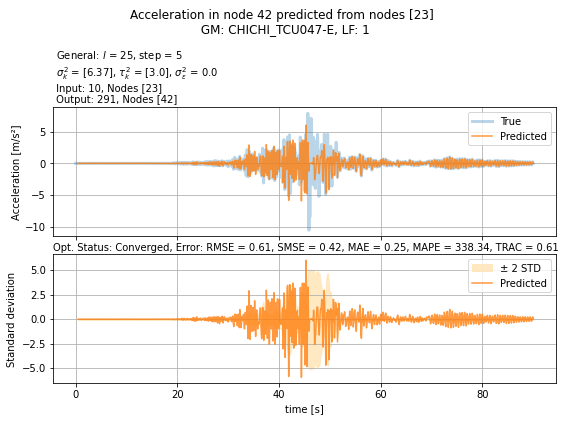 Acceleration in node 42 predicted from nodes [23]
GM: CHICHI_TCU047-E, LF: 1
General: l = 25, step = 5
σ²ₖ = [6.37], τ²ₖ = [3.0], σ²ε = 0.0
Input: 10, Nodes [23]
Output: 291, Nodes [42]
Acceleration [m/s²]
5
0
−5
−10
True
Predicted
Opt. Status: Converged, Error: RMSE = 0.61, SMSE = 0.42, MAE = 0.25, MAPE = 338.34, TRAC = 0.61
Standard deviation
5.0
2.5
0.0
−2.5
−5.0
± 2 STD
Predicted
0 20 40 60 80
time [s]